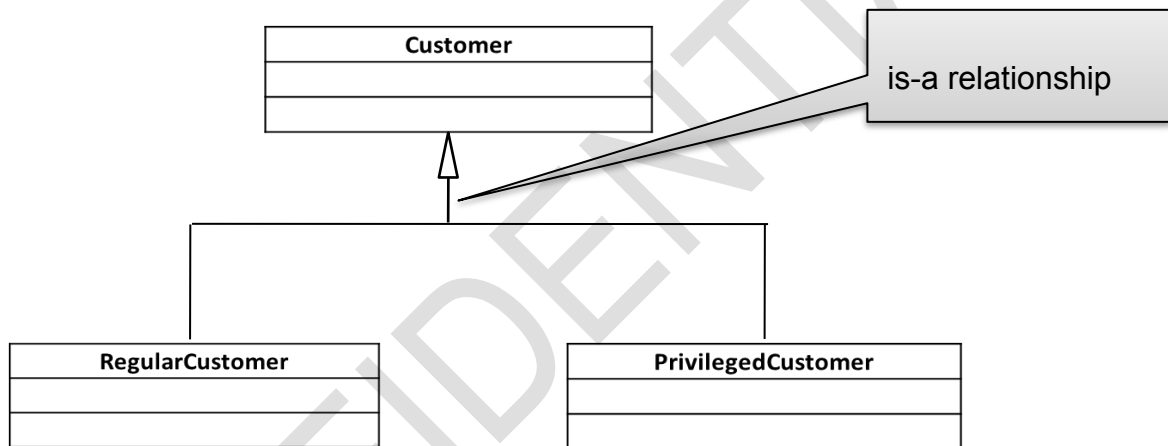 Customer
is-a relationship
RegularCustomer
PrivilegedCustomer